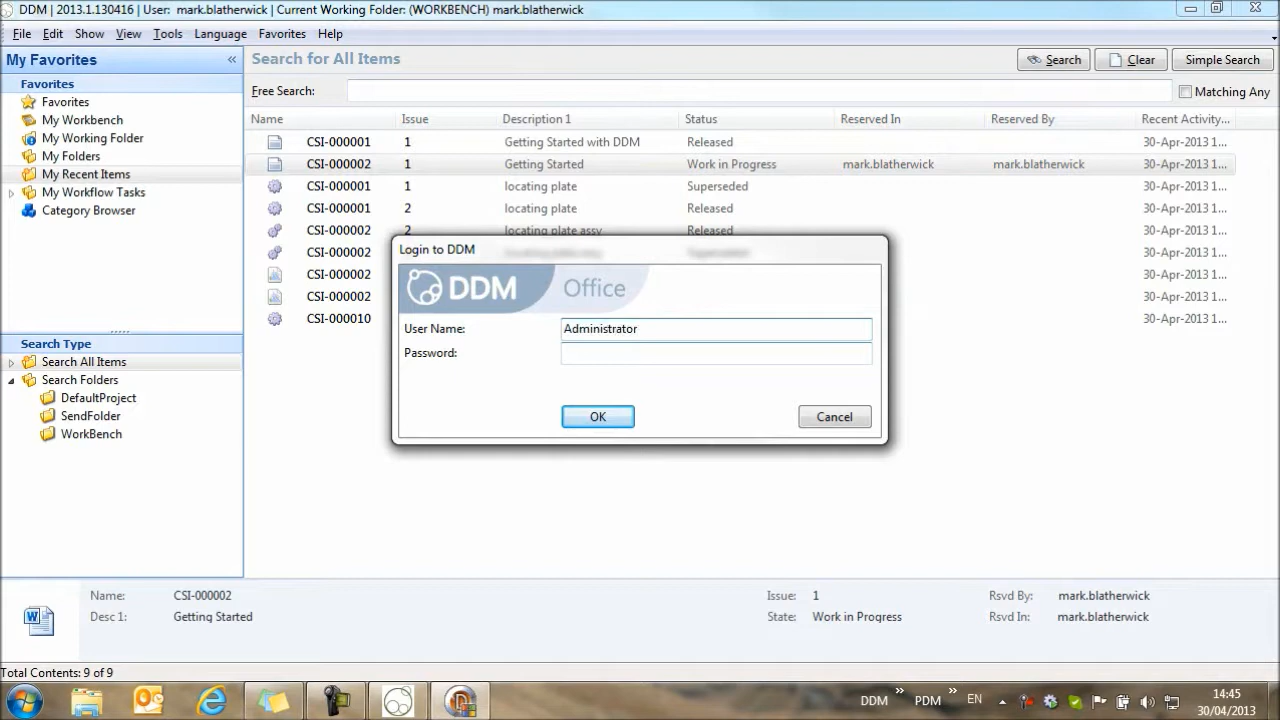 DDM | 2013.1.130416 | User: mark.blatherwick | Current Working Folder: (WORKBENCH) mark.blatherwick
File Edit Show View Tools Language Favorites Help
My Favorites «
Search for All Items
Search Clear Simple Search
Favorites
Free Search: Matching Any
Favorites
My Workbench
My Working Folder
My Folders
My Recent Items
My Workflow Tasks
Category Browser
Name Issue Description 1 Status Reserved In Reserved By Recent Activity...
CSI-000001 1 Getting Started with DDM Released 30-Apr-2013 1...
CSI-000002 1 Getting Started Work in Progress mark.blatherwick mark.blatherwick 30-Apr-2013 1...
CSI-000001 1 locating plate Superseded 30-Apr-2013 1...
CSI-000001 2 locating plate Released 30-Apr-2013 1...
CSI-000002 2 locating plate assy Released 30-Apr-2013 1...
CSI-000002 30-Apr-2013 1...
CSI-000002 30-Apr-2013 1...
CSI-000002 30-Apr-2013 1...
CSI-000010 30-Apr-2013 1...
Login to DDM
DDM Office
User Name: Administrator
Password:
OK Cancel
Search Type
Search All Items
Search Folders
DefaultProject
SendFolder
WorkBench
Name: CSI-000002 Issue: 1 Rsvd By: mark.blatherwick
Desc 1: Getting Started State: Work in Progress Rsvd In: mark.blatherwick
Total Contents: 9 of 9
DDM » PDM » EN 14:45
30/04/2013